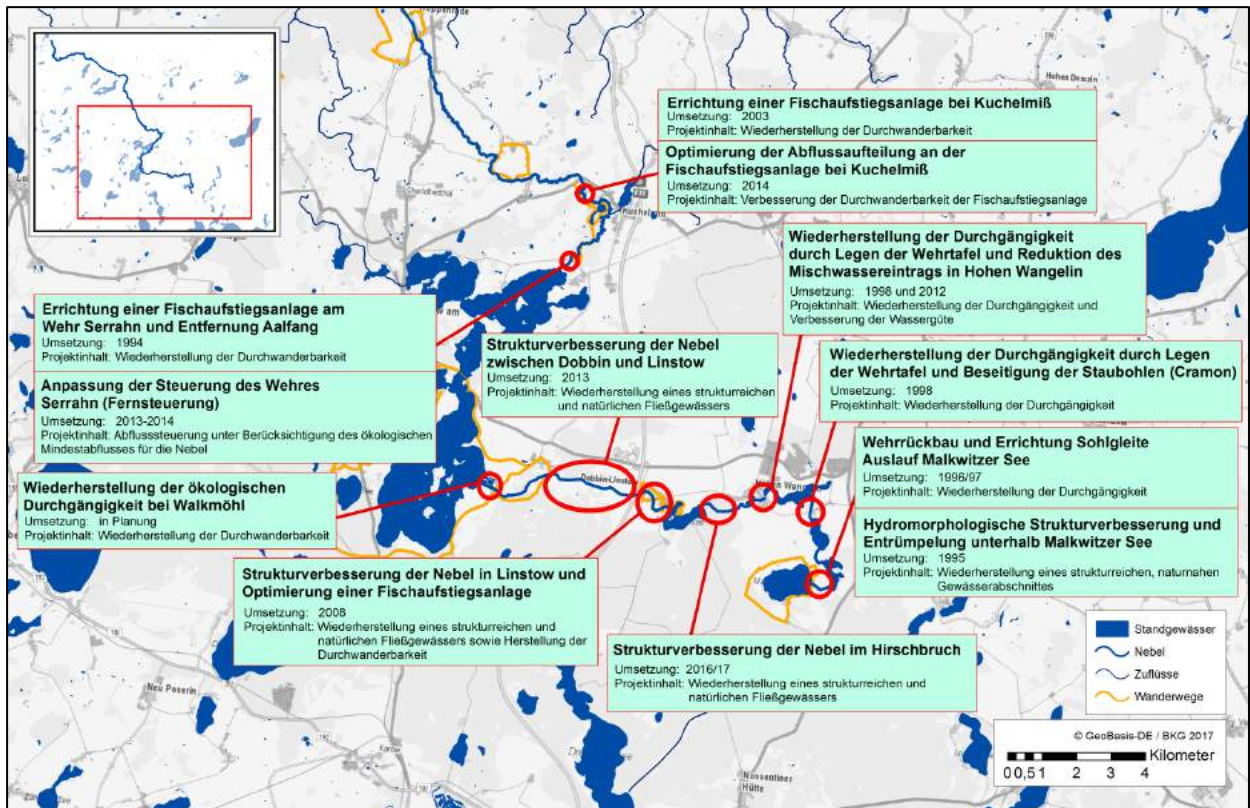 Errichtung einer Fischaufstiegsanlage bei Kuchelmiß
Umsetzung: 2003
Projektinhalt: Wiederherstellung der Durchwanderbarkeit
Optimierung der Abflussaufteilung an der
Fischaufstiegsanlage bei Kuchelmiß
Umsetzung: 2014
Projektinhalt: Verbesserung der Durchwanderbarkeit der Fischaufstiegsanlage
Wiederherstellung der Durchgängigkeit
durch Legen der Wehrtafel und Reduktion des
Mischwassereintrags in Hohen Wangelin
Umsetzung: 1998 und 2012
Projektinhalt: Wiederherstellung der Durchgängigkeit und
Verbesserung der Wassergüte
Errichtung einer Fischaufstiegsanlage am
Wehr Serrahn und Entfernung Aalfang
Umsetzung: 1994
Projektinhalt: Wiederherstellung der Durchwanderbarkeit
Anpassung der Steuerung des Wehres
Serrahn (Fernsteuerung)
Umsetzung: 2013-2014
Projektinhalt: Abflusssteuerung unter Berücksichtigung des ökologischen
Mindestabflusses für die Nebel
Strukturverbesserung der Nebel
zwischen Dobbin und Linstow
Umsetzung: 2013
Projektinhalt: Wiederherstellung eines strukturreichen
und natürlichen Fließgewässers
Wiederherstellung der Durchgängigkeit durch Legen
der Wehrtafel und Beseitigung der Staubohlen (Cramon)
Umsetzung: 1998
Projektinhalt: Wiederherstellung der Durchgängigkeit
Wehrrückbau und Errichtung Sohlgleite
Auslauf Malkwitzer See
Umsetzung: 1996/97
Projektinhalt: Wiederherstellung der Durchgängigkeit
Hydromorphologische Strukturverbesserung und
Entrümpelung unterhalb Malkwitzer See
Umsetzung: 1995
Projektinhalt: Wiederherstellung eines strukturreichen, naturnahen
Gewässerabschnittes
Wiederherstellung der ökologischen
Durchgängigkeit bei Walkmöhl
Umsetzung: in Planung
Projektinhalt: Wiederherstellung der Durchwanderbarkeit
Dobbin-Linstow
Strukturverbesserung der Nebel in Linstow und
Optimierung einer Fischaufstiegsanlage
Umsetzung: 2008
Projektinhalt: Wiederherstellung eines strukturreichen und
natürlichen Fließgewässers sowie Herstellung der
Durchwanderbarkeit
Strukturverbesserung der Nebel im Hirschbruch
Umsetzung: 2016/17
Projektinhalt: Wiederherstellung eines strukturreichen und
natürlichen Fließgewässers
Neu Poserin
Karow
Nossentiner
Hütte
Standgewässer
Nebel
Zuflüsse
Wanderwege
© GeoBasis-DE / BKG 2017
Kilometer
0 0,5 1 2 3 4